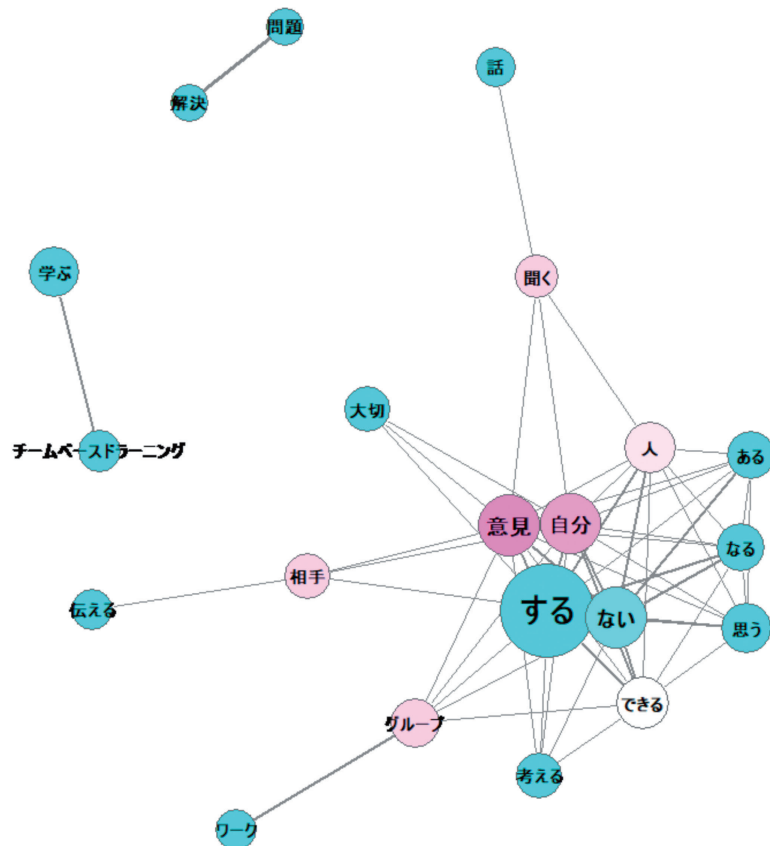 問題
話
解決
学ぶ
聞く
大切
チームベースドラーニング
人
ある
意見
自分
なる
相手
伝える
する
ない
思う
できる
グループ
考える
ワーク